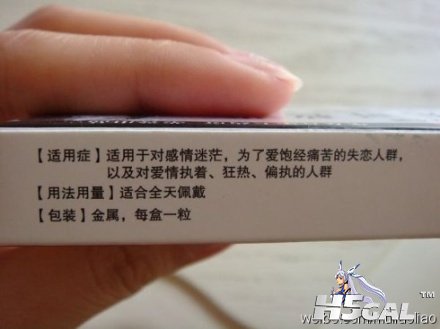 【适用症】适用于对感情迷茫，为了爱饱经痛苦的失恋人群，
以及对爱情执着、狂热、偏执的人群
【用法用量】适合全天佩戴
【包装】金属，每盒一粒
H5GAL™